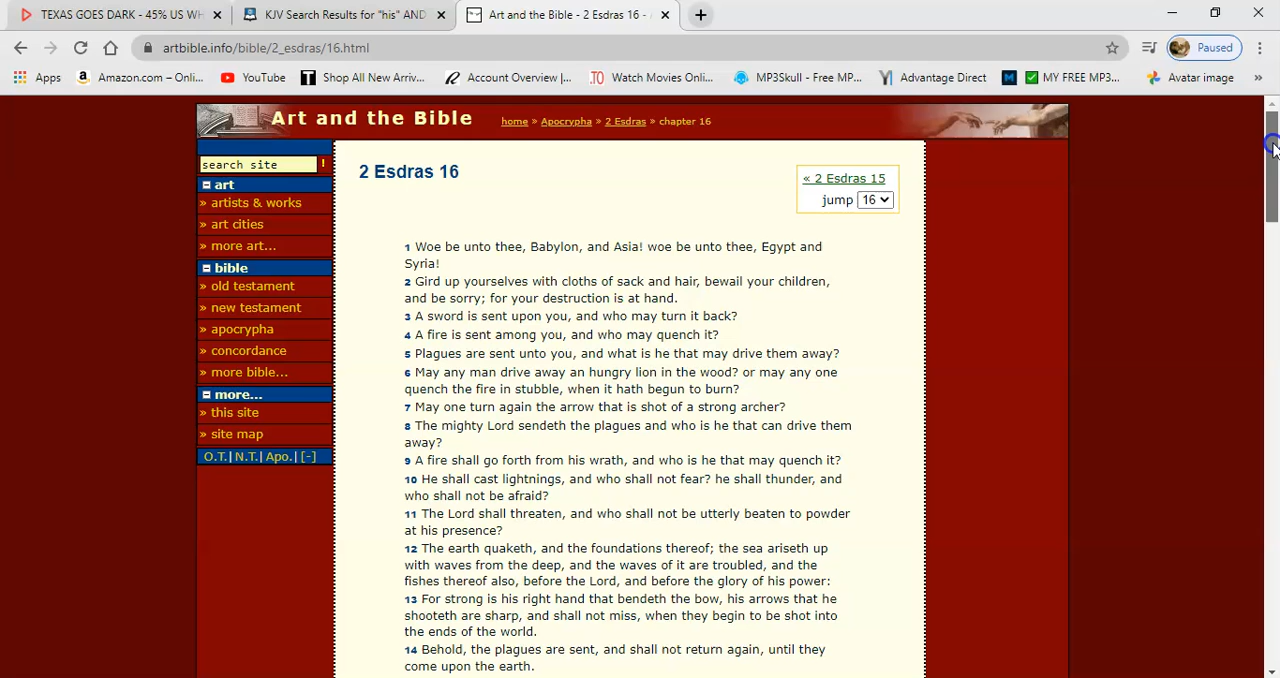 TEXAS GOES DARK - 45% US WH
KJV Search Results for "his" AND
Art and the Bible - 2 Esdras 16 -
artbible.info/bible/2_esdras/16.html
Paused
Apps
Amazon.com – Onli...
YouTube
Shop All New Arriv...
Account Overview |...
Watch Movies Onli...
MP3Skull - Free MP...
Advantage Direct
MY FREE MP3...
Avatar image
»
Art and the Bible
home » Apocrypha » 2 Esdras » chapter 16
search site !
art
» artists & works
» art cities
» more art...
bible
» old testament
» new testament
» apocrypha
» concordance
» more bible...
more...
» this site
» site map
O.T.| N.T.| Apo.| [-]
2 Esdras 16
« 2 Esdras 15
jump 16
1 Woe be unto thee, Babylon, and Asia! woe be unto thee, Egypt and
Syria!
2 Gird up yourselves with cloths of sack and hair, bewail your children,
and be sorry; for your destruction is at hand.
3 A sword is sent upon you, and who may turn it back?
4 A fire is sent among you, and who may quench it?
5 Plagues are sent unto you, and what is he that may drive them away?
6 May any man drive away an hungry lion in the wood? or may any one
quench the fire in stubble, when it hath begun to burn?
7 May one turn again the arrow that is shot of a strong archer?
8 The mighty Lord sendeth the plagues and who is he that can drive them
away?
9 A fire shall go forth from his wrath, and who is he that may quench it?
10 He shall cast lightnings, and who shall not fear? he shall thunder, and
who shall not be afraid?
11 The Lord shall threaten, and who shall not be utterly beaten to powder
at his presence?
12 The earth quaketh, and the foundations thereof; the sea ariseth up
with waves from the deep, and the waves of it are troubled, and the
fishes thereof also, before the Lord, and before the glory of his power:
13 For strong is his right hand that bendeth the bow, his arrows that he
shooteth are sharp, and shall not miss, when they begin to be shot into
the ends of the world.
14 Behold, the plagues are sent, and shall not return again, until they
come upon the earth.